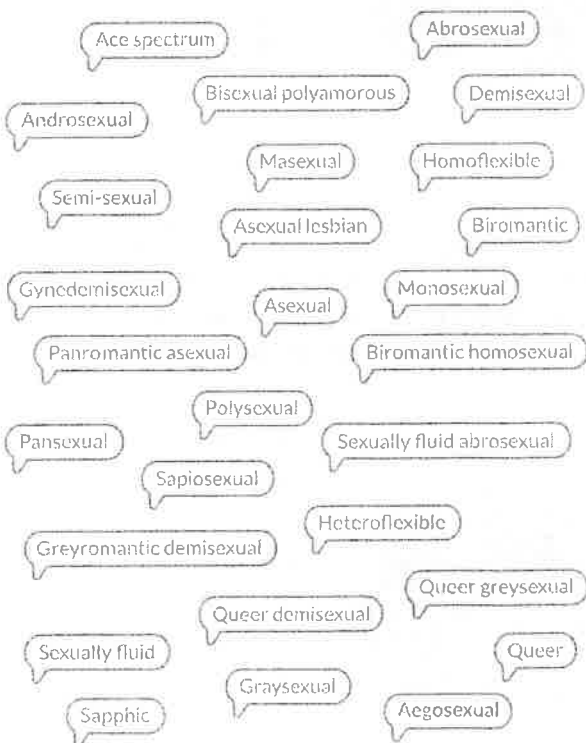 Ace spectrum
Abrosexual
Bisexual polyamorous
Demisexual
Androsexual
Masexual
Homoflexible
Semi-sexual
Asexual lesbian
Biromantic
Gynedemisexual
Asexual
Monosexual
Panromantic asexual
Biromantic homosexual
Polysexual
Pansexual
Sexually fluid abrosexual
Sapiosexual
Heteroflexible
Greyromantic demisexual
Queer greysexual
Queer demisexual
Sexually fluid
Queer
Graysexual
Sapphic
Aegosexual